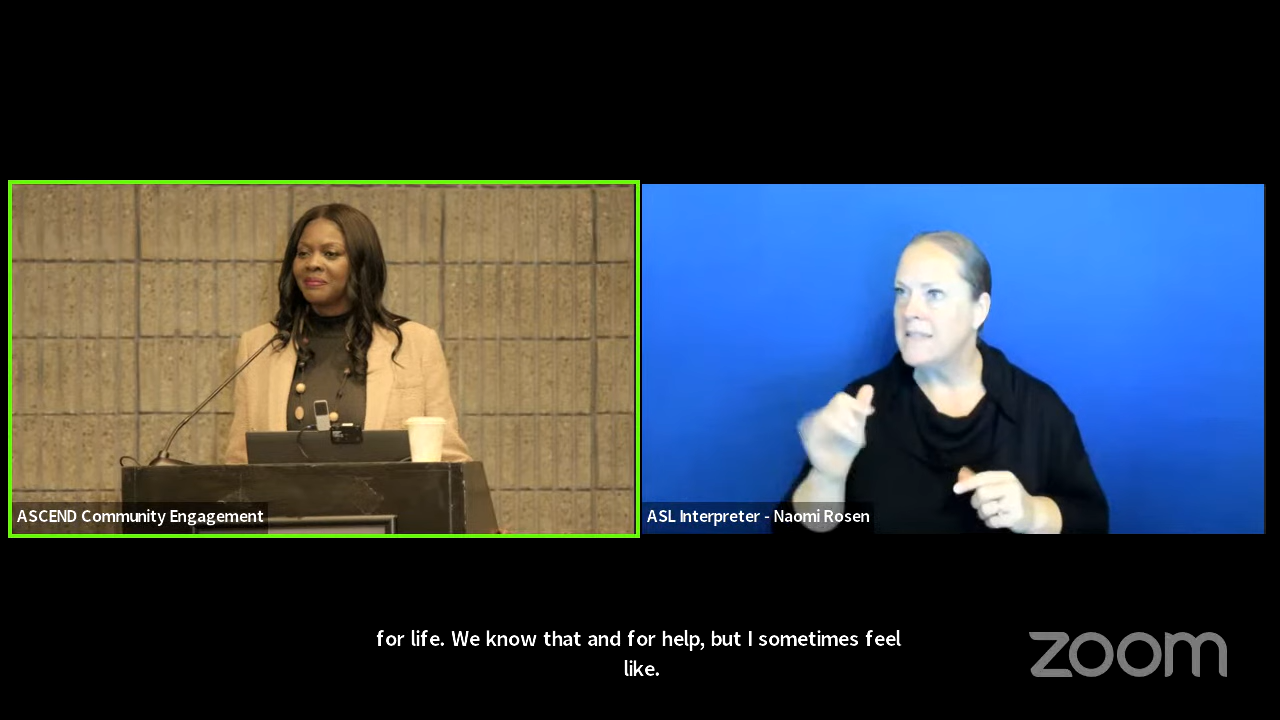 ASCEND Community Engagement
ASL Interpreter - Naomi Rosen
for life. We know that and for help, but I sometimes feel
like.
zoom